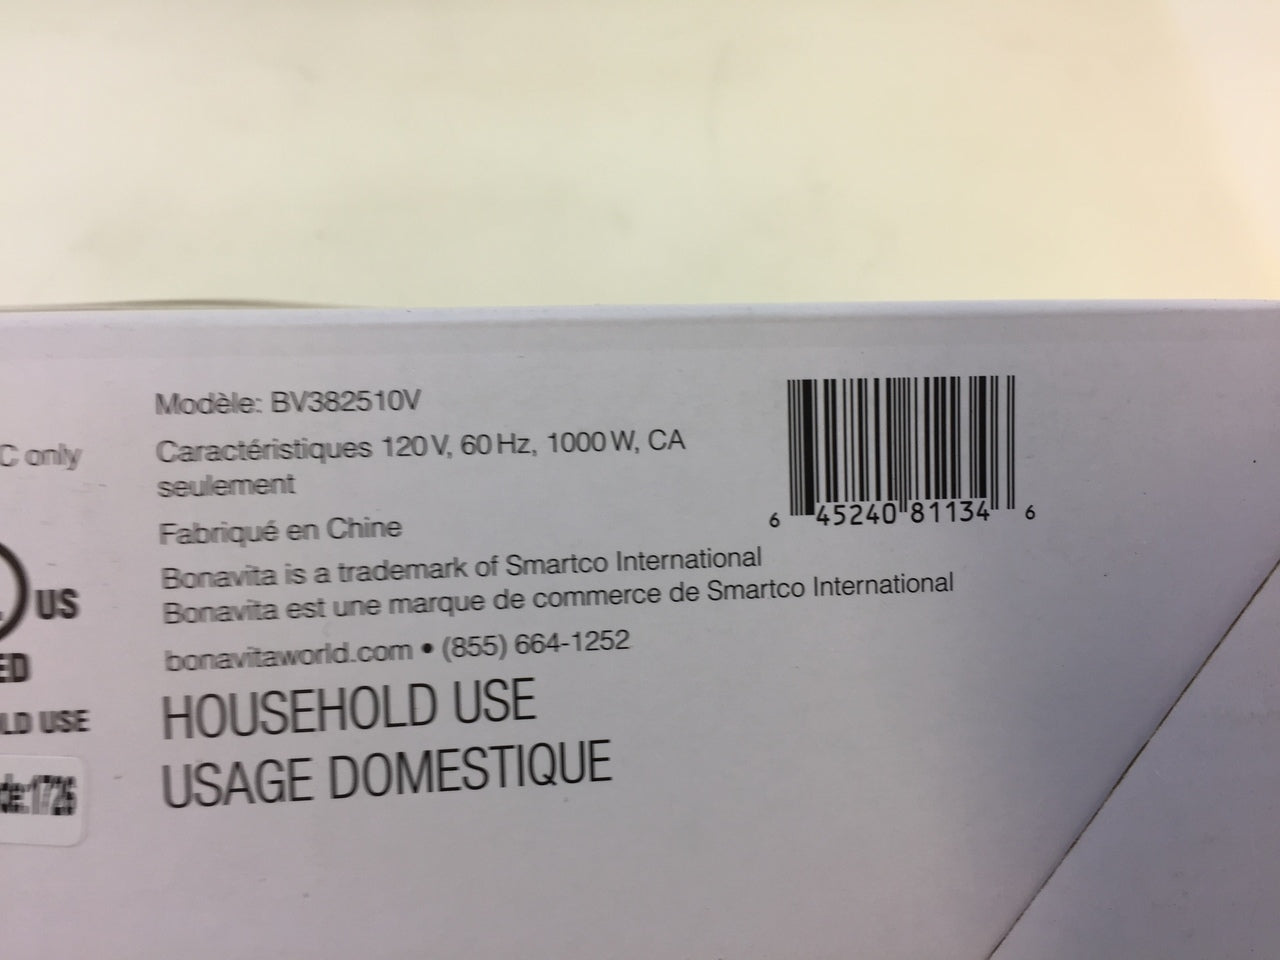 C only
US
ED
LD USE
de:1726
Modèle: BV382510V
Caractéristiques 120 V, 60 Hz, 1000 W, CA
seulement
Fabriqué en Chine
Bonavita is a trademark of Smartco International
Bonavita est une marque de commerce de Smartco International
bonavitaworld.com • (855) 664-1252
HOUSEHOLD USE
USAGE DOMESTIQUE
6 45240 81134 6